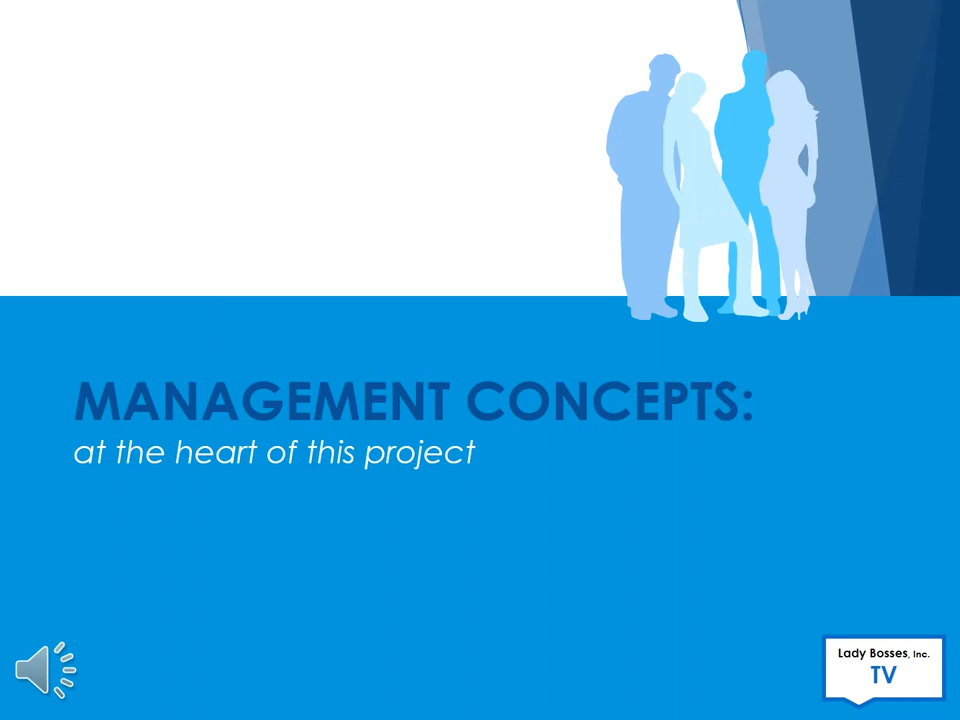 MANAGEMENT CONCEPTS:
at the heart of this project
Lady Bosses, Inc.
TV